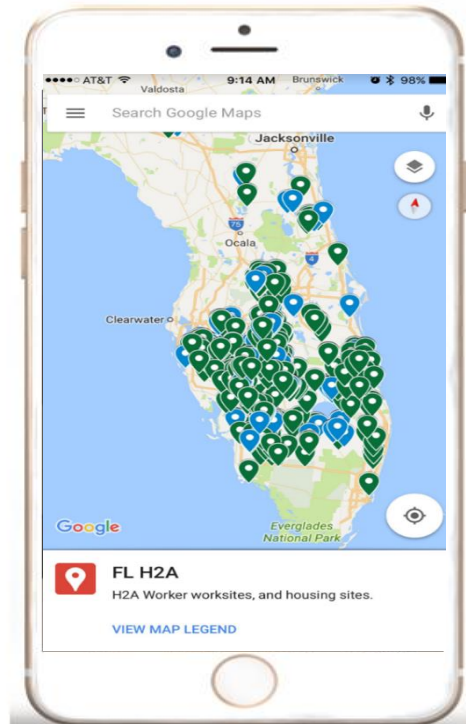 AT&T 9:14 AM 98%
Valdosta
Brunswick
Search Google Maps
Jacksonville
75
Ocala
4
Clearwater
Google
Everglades
National Park
FL H2A
H2A Worker worksites, and housing sites.
VIEW MAP LEGEND